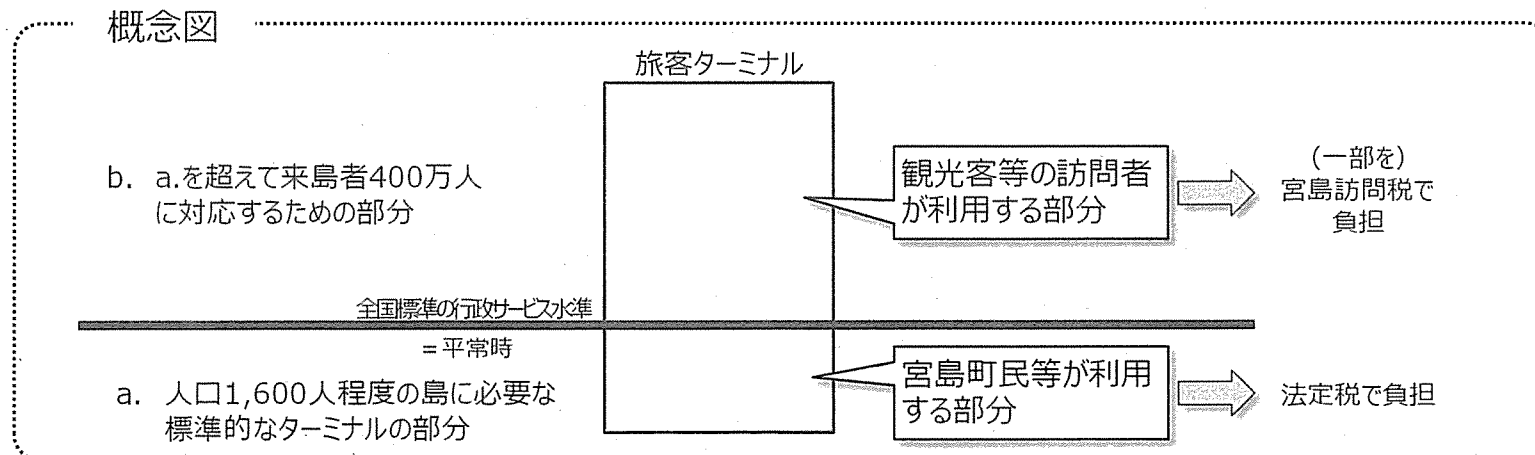 概念図
旅客ターミナル
b. a.を超えて来島者400万人
に対応するための部分
観光客等の訪問者
が利用する部分
(一部を)
宮島訪問税で
負担
全国標準の行政サービス水準
=平常時
a. 人口1,600人程度の島に必要な
標準的なターミナルの部分
宮島町民等が利用
する部分
法定税で負担